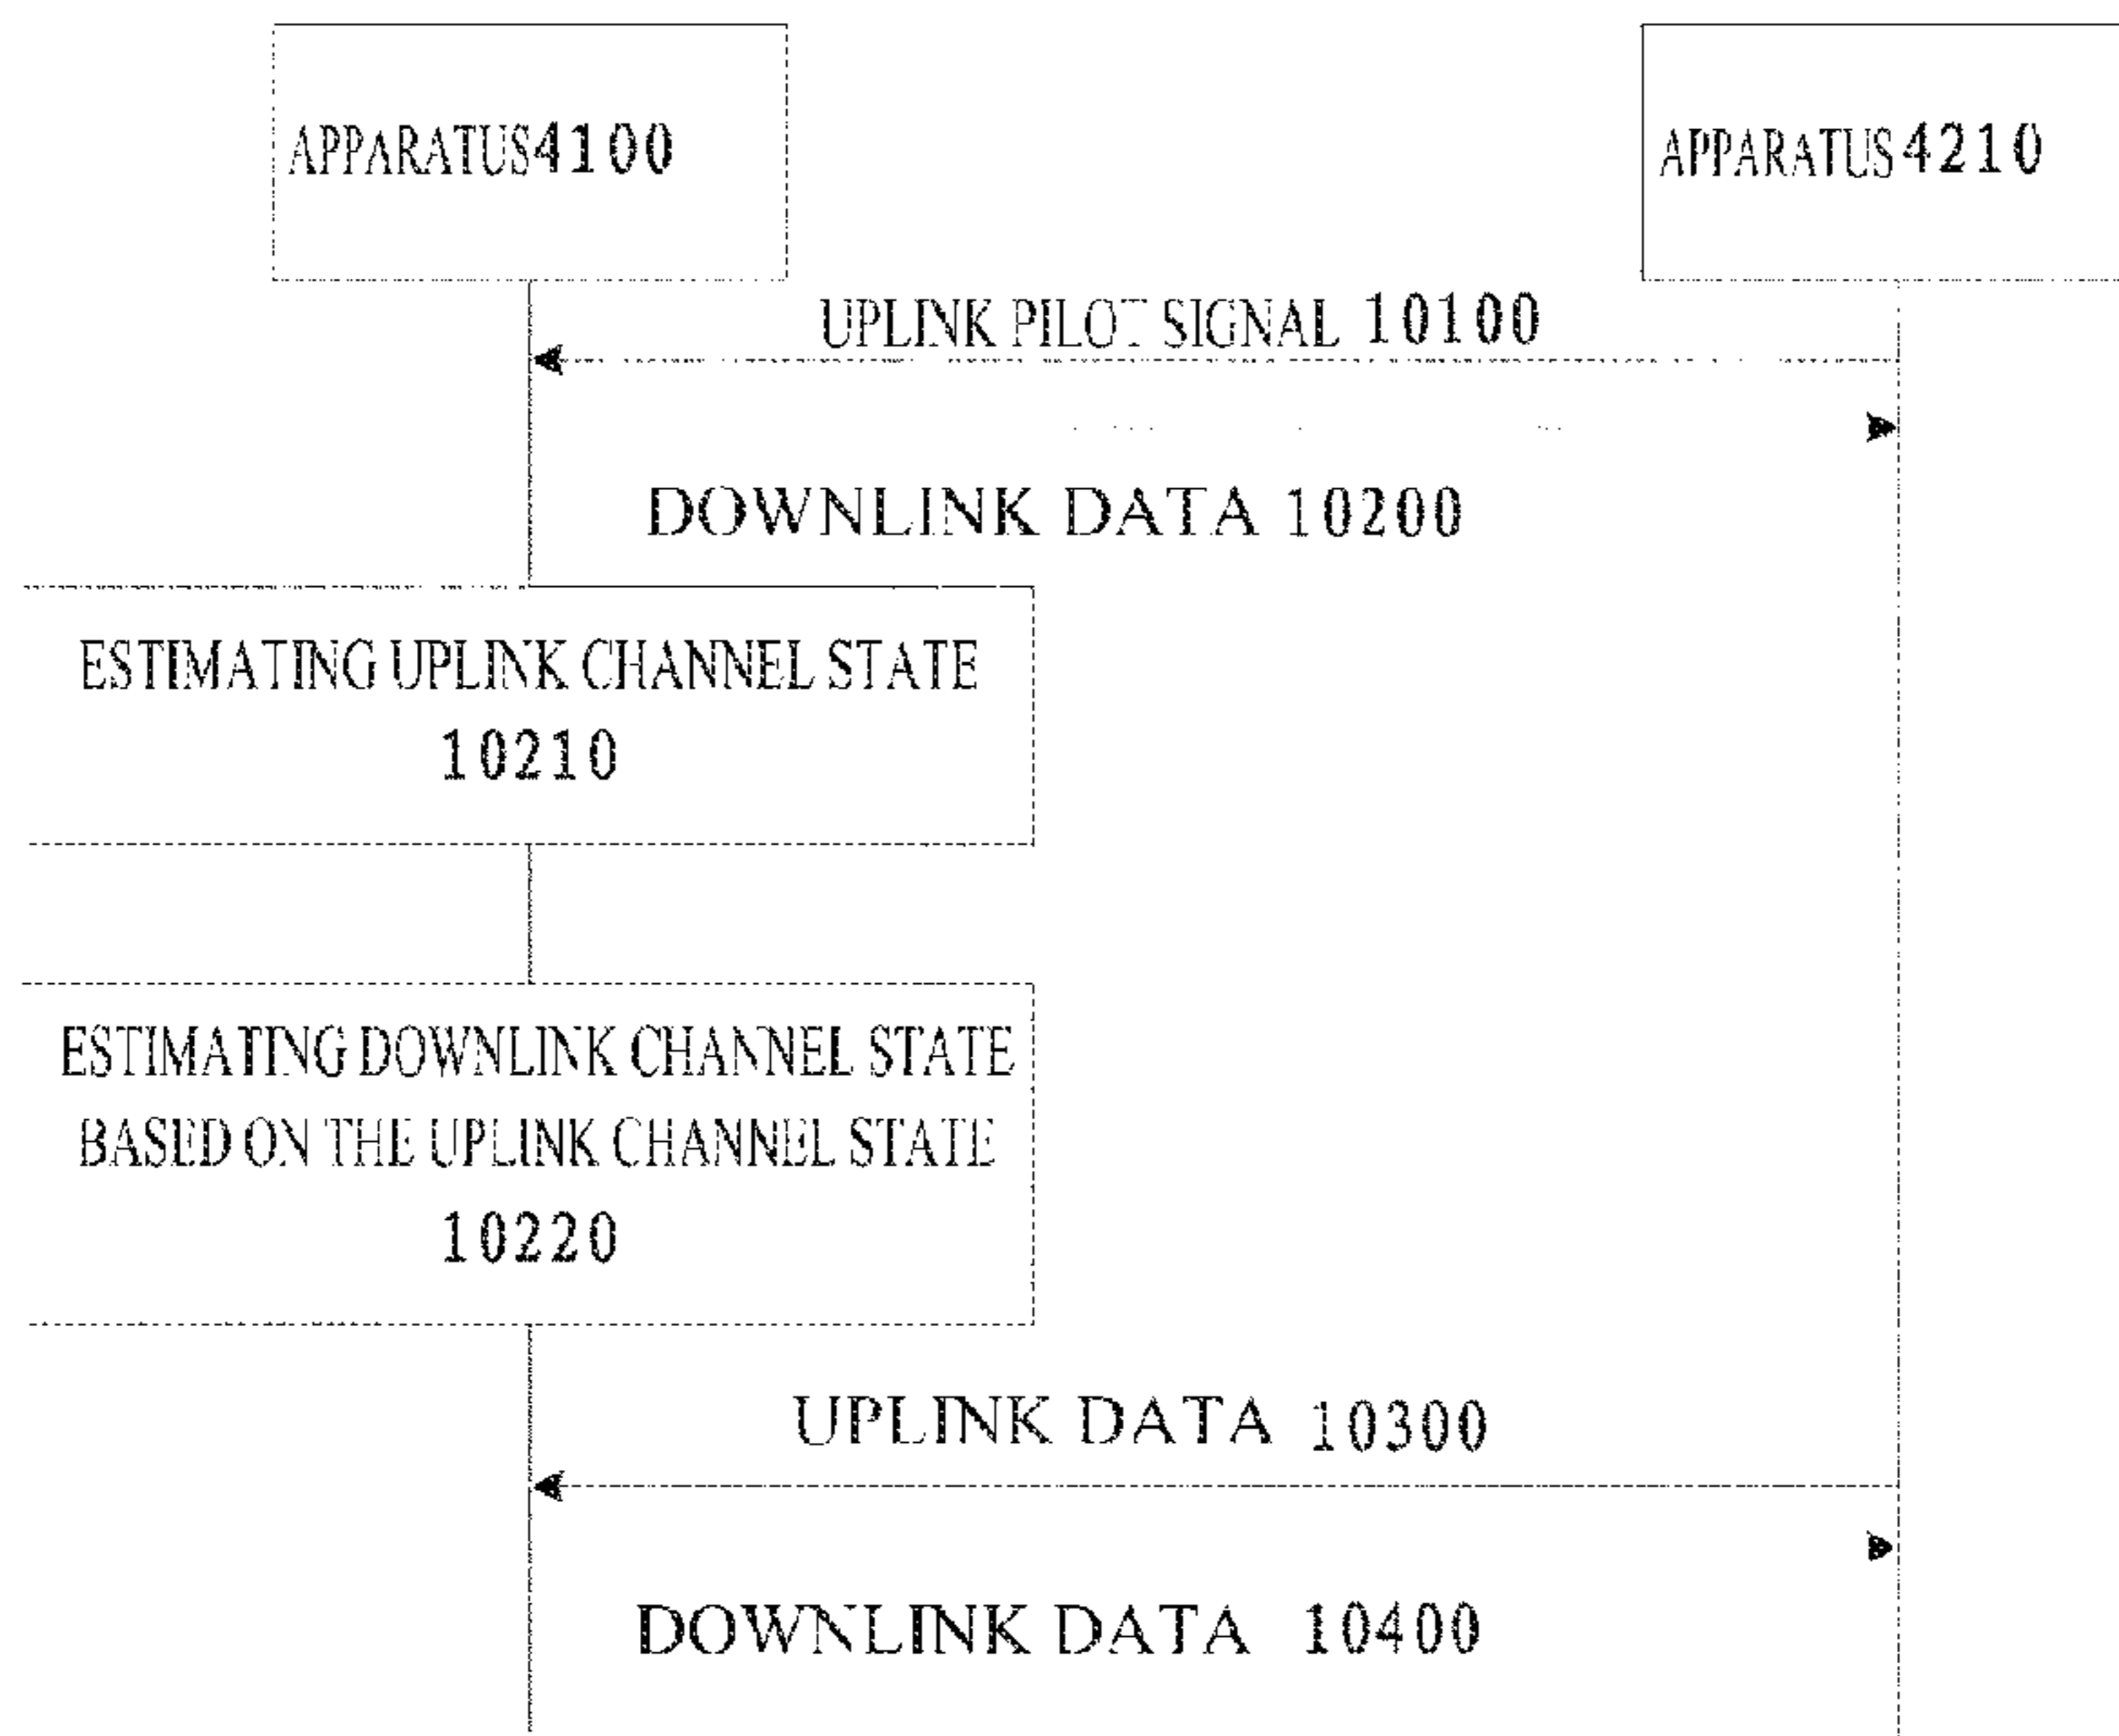 APPARATUS4100
APPARATUS4210
UPLINK PILOT SIGNAL 10100
DOWNLINK DATA 10200
ESTIMATING UPLINK CHANNEL STATE
10210
ESTIMATING DOWNLINK CHANNEL STATE
BASED ON THE UPLINK CHANNEL STATE
10220
UPLINK DATA 10300
DOWNLINK DATA 10400